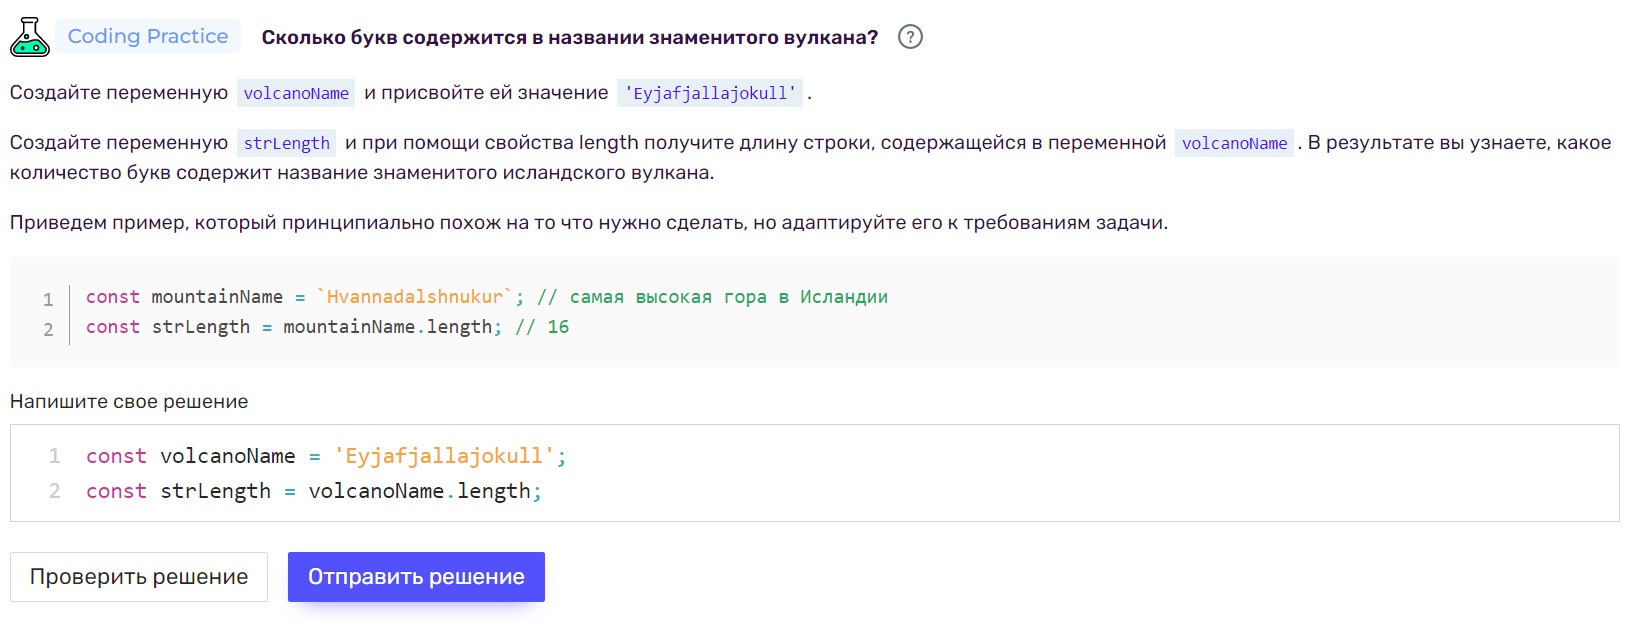 Coding Practice Сколько букв содержится в названии знаменитого вулкана? ?
Создайте переменную volcanoName и присвойте ей значение 'Eyjafjallajokull' .
Создайте переменную strLength и при помощи свойства length получите длину строки, содержащейся в переменной volcanoName . В результате вы узнаете, какое
количество букв содержит название знаменитого исландского вулкана.
Приведем пример, который принципиально похож на то что нужно сделать, но адаптируйте его к требованиям задачи.
1 const mountainName = `Hvannadalshnukur`; // самая высокая гора в Исландии
2 const strLength = mountainName.length; // 16
Напишите свое решение
1 const volcanoName = 'Eyjafjallajokull';
2 const strLength = volcanoName.length;
Проверить решение Отправить решение